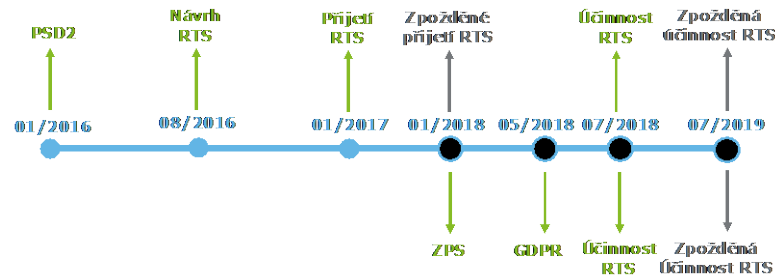 PSD2
Návrh
RTS
Přijetí
RTS
Zpožděné
přijetí RTS
Účinnost
RTS
Zpožděná
účinnost RTS
01/2016
08/2016
01/2017
01/2018
05/2018
07/2018
07/2019
ZPS
GDPR
Účinnost
RTS
Zpožděná
Účinnost RTS